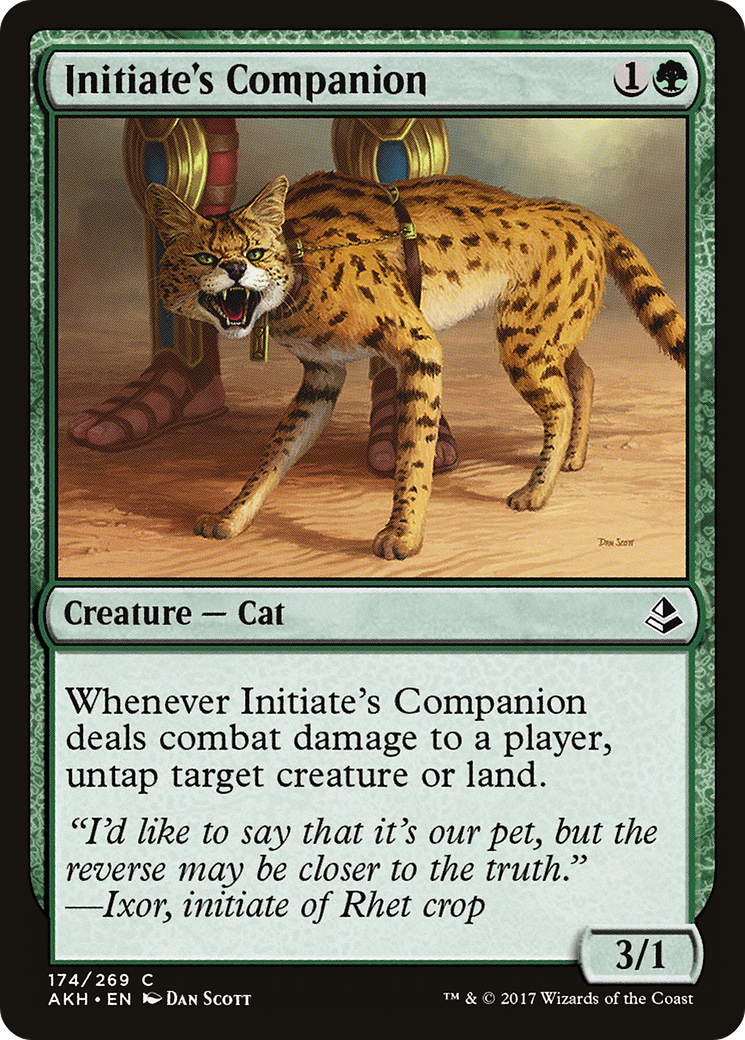 Initiate's Companion 1
Dan Scott
Creature — Cat
Whenever Initiate's Companion
deals combat damage to a player,
untap target creature or land.
“I'd like to say that it's our pet, but the
reverse may be closer to the truth.”
—Ixor, initiate of Rhet crop
3/1
174/269 C
AKH • EN Dan Scott
™ & © 2017 Wizards of the Coast